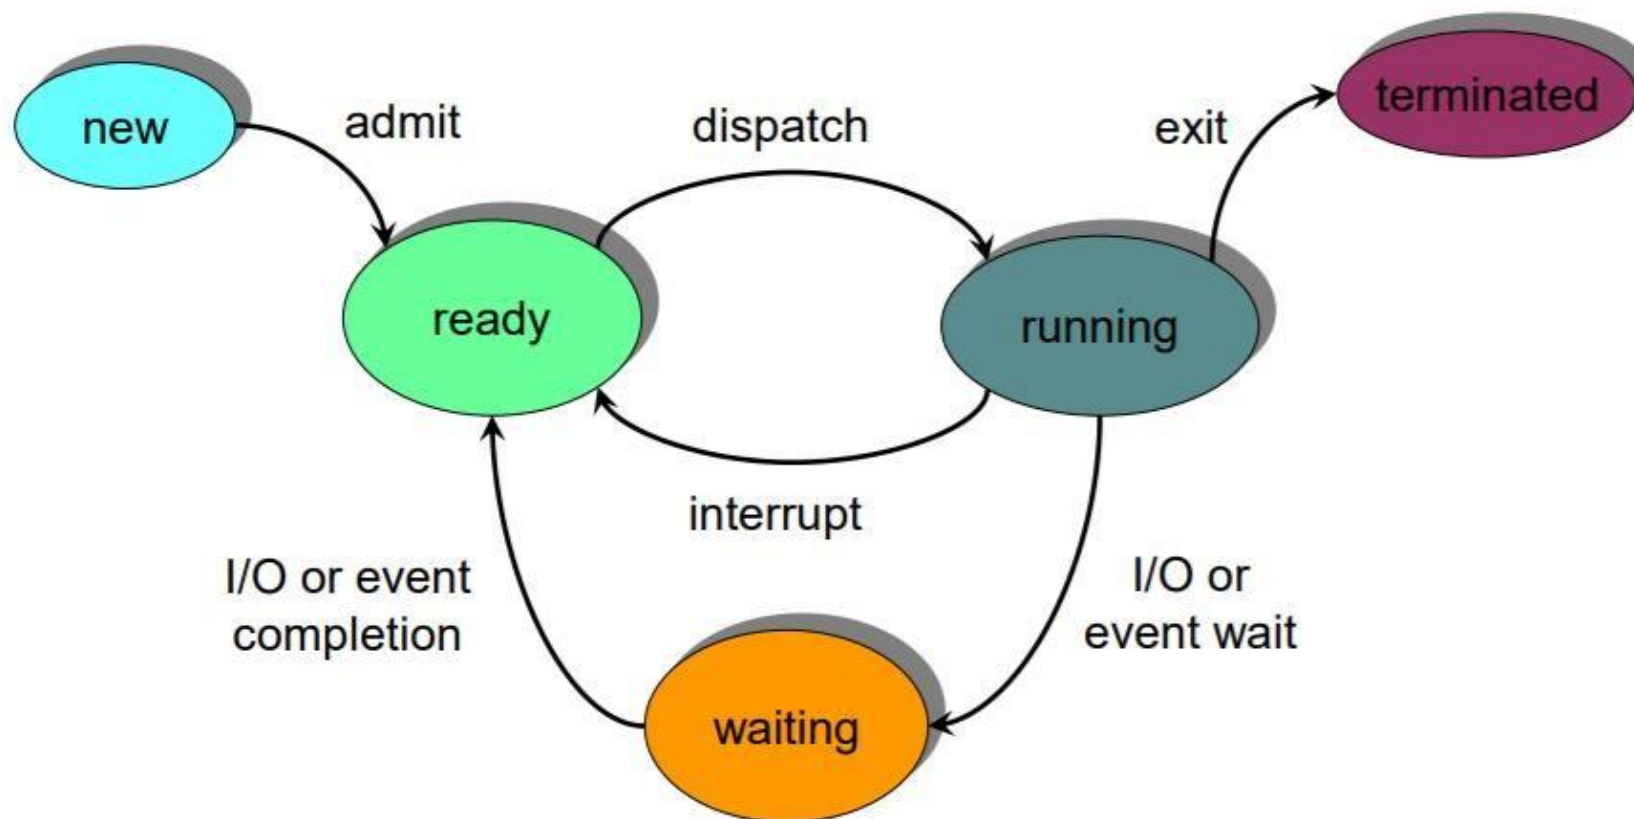 new
admit
dispatch
exit
terminated
ready
running
interrupt
I/O or event
completion
I/O or
event wait
waiting